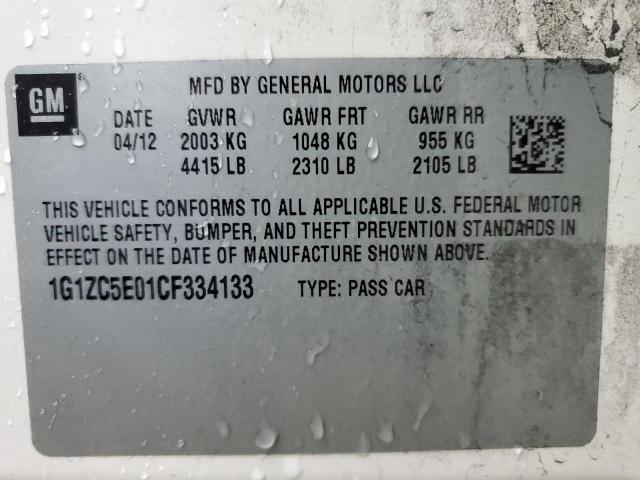 GM
MFD BY GENERAL MOTORS LLC
DATE GVWR GAWR FRT GAWR RR
04/12 2003 KG 1048 KG 955 KG
4415 LB 2310 LB 2105 LB
THIS VEHICLE CONFORMS TO ALL APPLICABLE U.S. FEDERAL MOTOR
VEHICLE SAFETY, BUMPER, AND THEFT PREVENTION STANDARDS IN
EFFECT ON THE DATE OF MANUFACTURE SHOWN ABOVE.
1G1ZC5E01CF334133 TYPE: PASS CAR